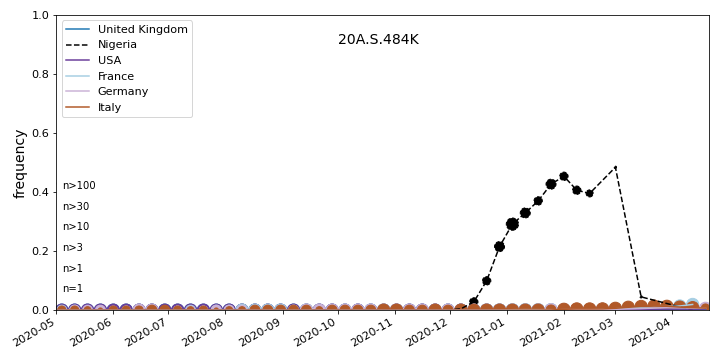 20A.S.484K
United Kingdom
Nigeria
USA
France
Germany
Italy
n>100
n>30
n>10
n>3
n>1
n=1
frequency
1.0
0.8
0.6
0.4
0.2
0.0
2020-05
2020-06
2020-07
2020-08
2020-09
2020-10
2020-11
2020-12
2021-01
2021-02
2021-03
2021-04